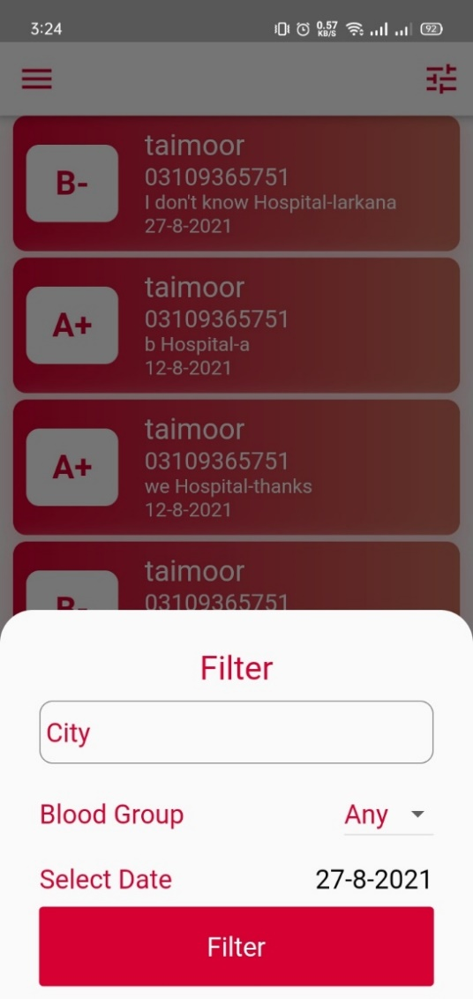 3:24
0.57
KB/S
92
B-
taimoor
03109365751
I don't know Hospital-larkana
27-8-2021
A+
taimoor
03109365751
b Hospital-a
12-8-2021
A+
taimoor
03109365751
we Hospital-thanks
12-8-2021
B-
taimoor
03109365751
Filter
City
Blood Group
Any
Select Date
27-8-2021
Filter